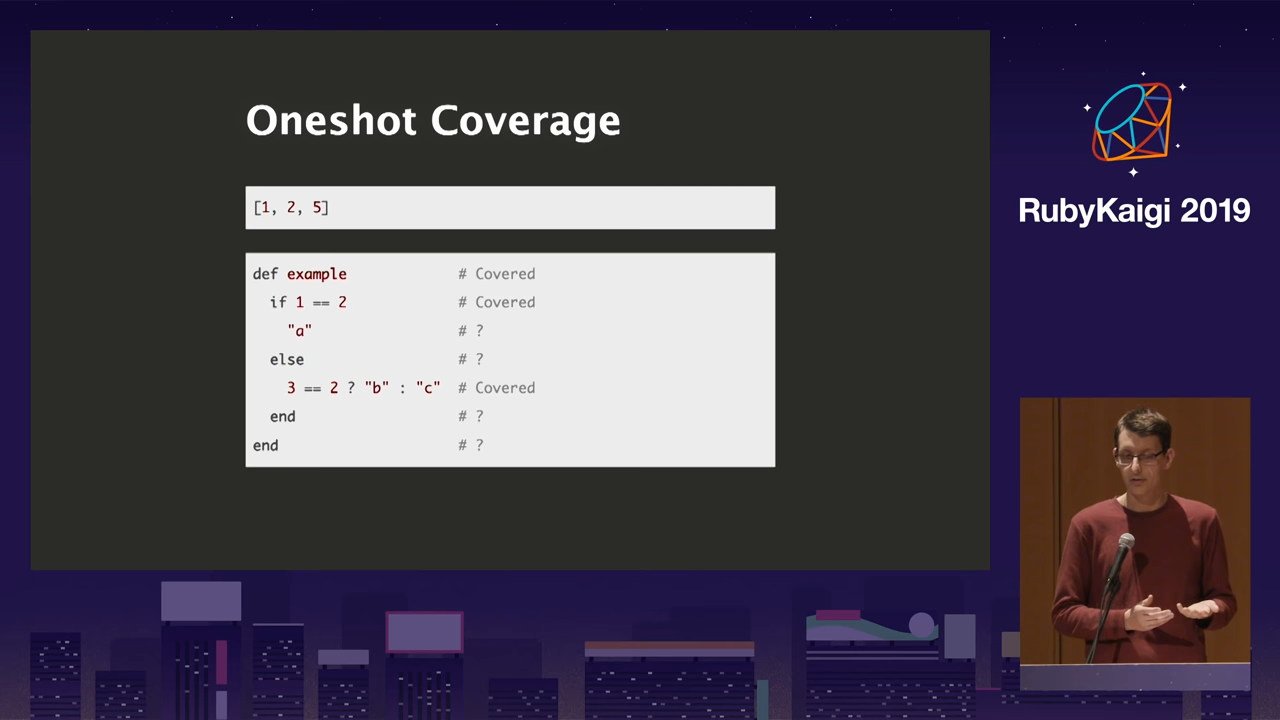 Oneshot Coverage
[1, 2, 5]
def example # Covered
if 1 == 2 # Covered
"a" # ?
else # ?
3 == 2 ? "b" : "c" # Covered
end # ?
end # ?
RubyKaigi 2019